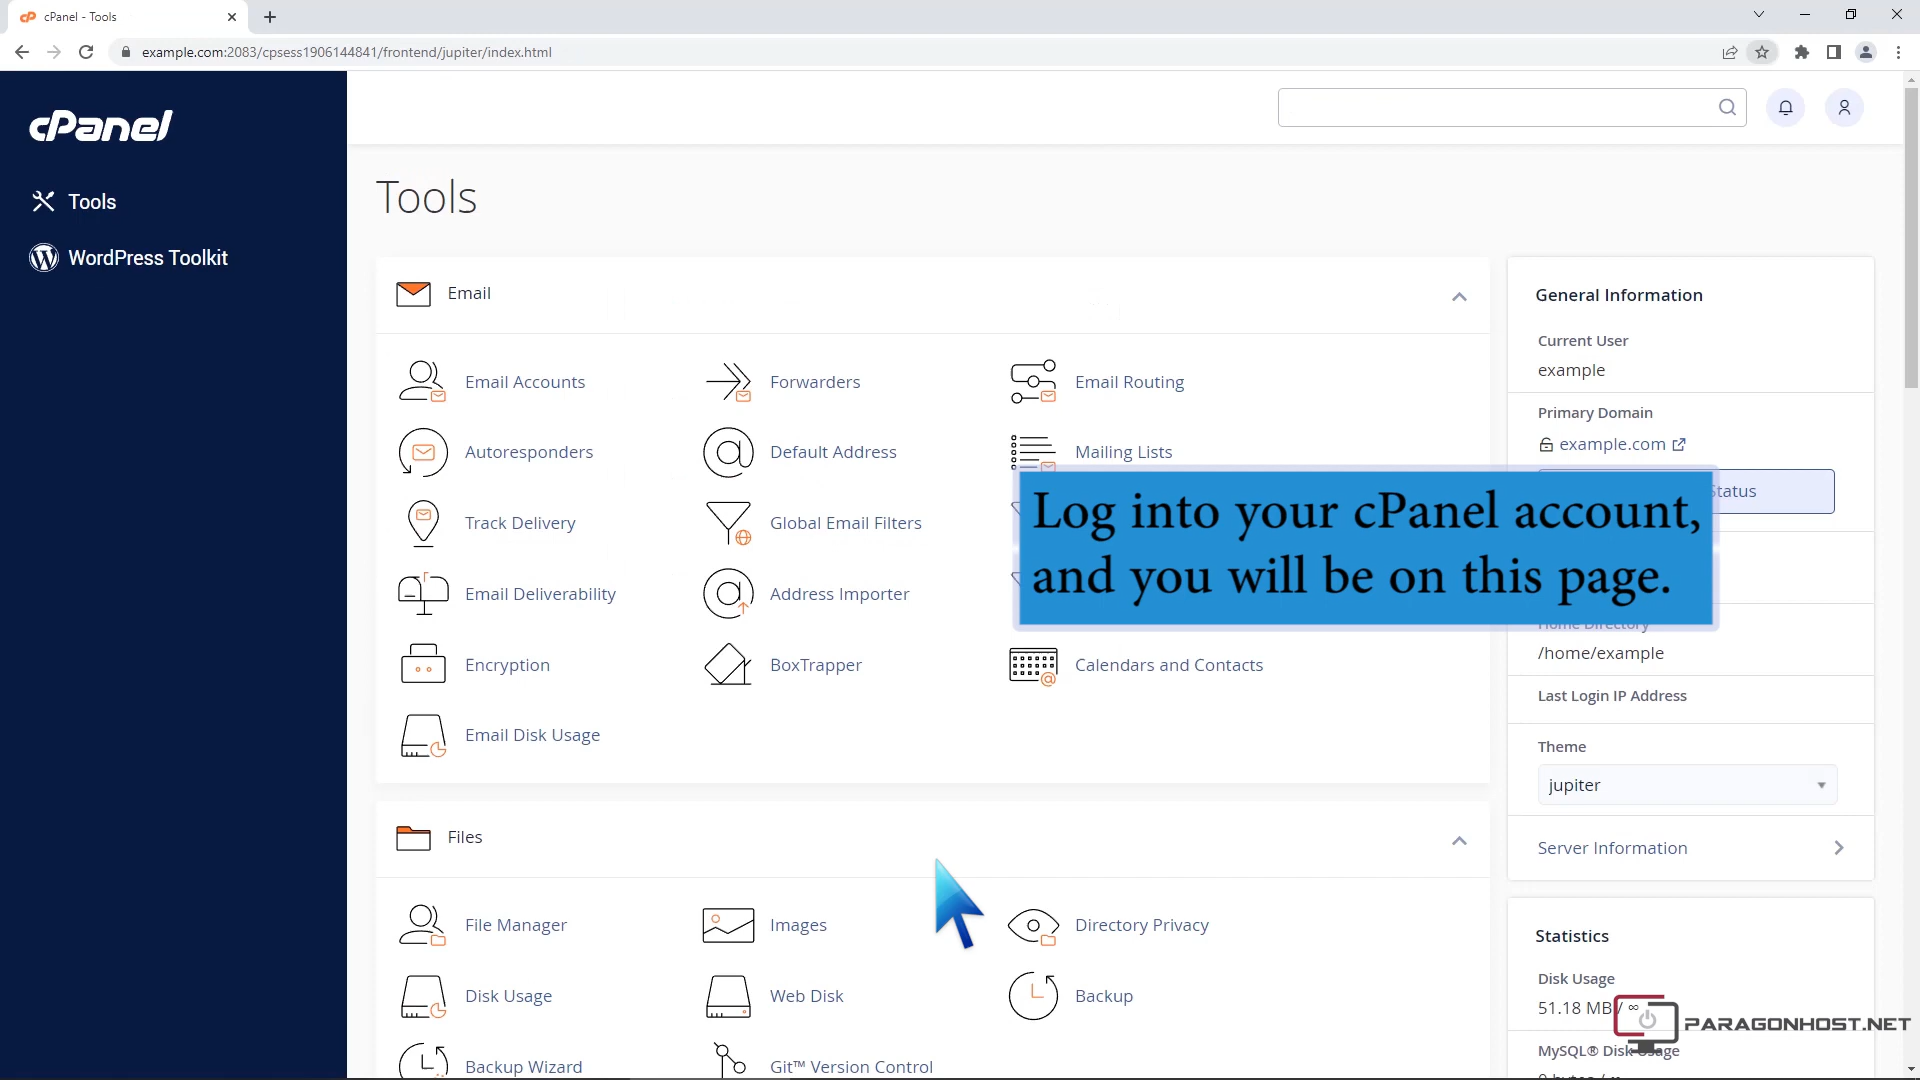 cPanel - Tools
example.com:2083/cpsess1906144841/frontend/jupiter/index.html
cPanel
Tools
WordPress Toolkit
Tools
Email
Email Accounts
Forwarders
Email Routing
Autoresponders
Default Address
Mailing Lists
Track Delivery
Global Email Filters
Email Deliverability
Address Importer
Encryption
BoxTrapper
Calendars and Contacts
Email Disk Usage
Files
File Manager
Images
Directory Privacy
Disk Usage
Web Disk
Backup
Backup Wizard
Git™ Version Control
Log into your cPanel account,
and you will be on this page.
General Information
Current User
example
Primary Domain
example.com
Status
Home Directory
/home/example
Last Login IP Address
Theme
jupiter
Server Information
Statistics
Disk Usage
51.18 MB / ∞
MySQL® Disk Usage
PARAGONHOST.NET